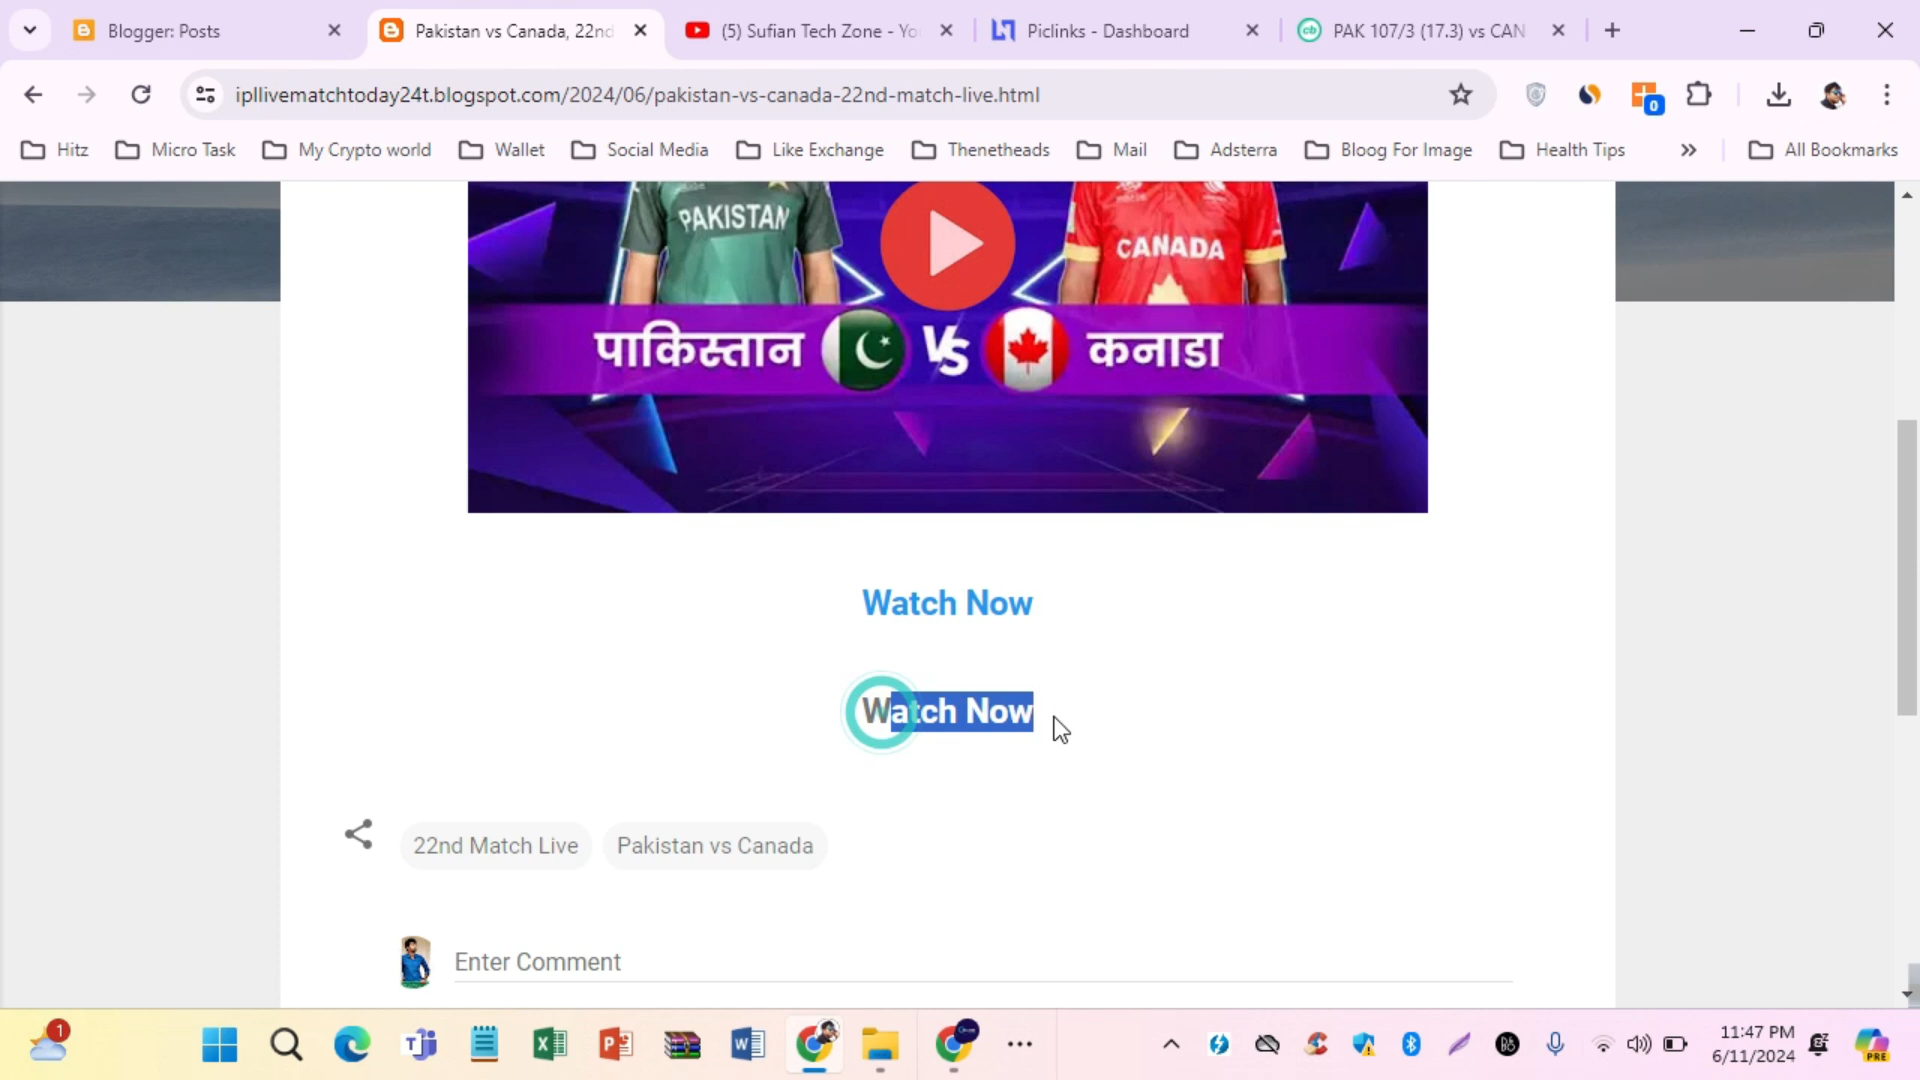 Blogger: Posts
Pakistan vs Canada, 22nd
(5) Sufian Tech Zone - Yo
Piclinks - Dashboard
PAK 107/3 (17.3) vs CAN
ipllivematchtoday24t.blogspot.com/2024/06/pakistan-vs-canada-22nd-match-live.html
0
Hitz
Micro Task
My Crypto world
Wallet
Social Media
Like Exchange
Thenetheads
Mail
Adsterra
Bloog For Image
Health Tips
All Bookmarks
PAKISTAN
CANADA
पाकिस्तान VS कनाडा
Watch Now
Watch Now
22nd Match Live
Pakistan vs Canada
Enter Comment
1
11:47 PM
6/11/2024
PRE